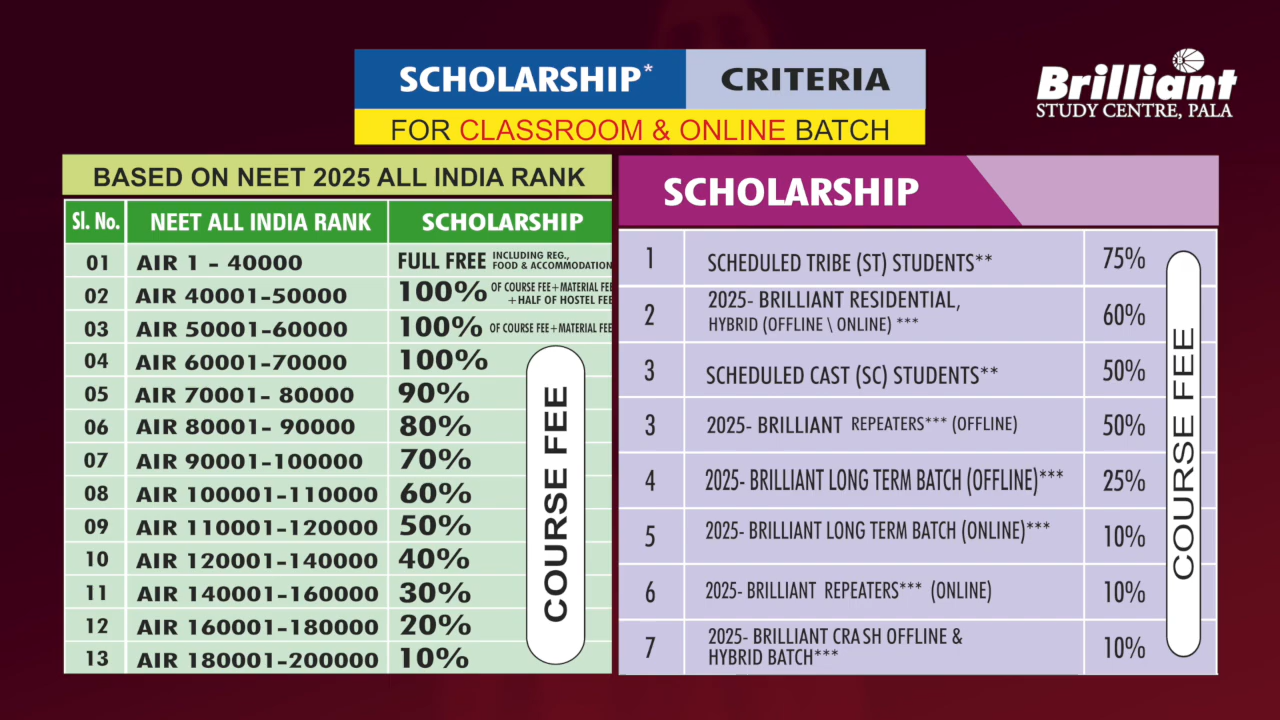 SCHOLARSHIP* CRITERIA
FOR CLASSROOM & ONLINE BATCH
Brilliant
STUDY CENTRE, PALA
BASED ON NEET 2025 ALL INDIA RANK
Sl. No. NEET ALL INDIA RANK SCHOLARSHIP
01 AIR 1 - 40000 FULL FREE INCLUDING REG., FOOD & ACCOMMODATION
02 AIR 40001-50000 100% OF COURSE FEE+MATERIAL FEE +HALF OF HOSTEL FEE
03 AIR 50001-60000 100% OF COURSE FEE+MATERIAL FEE
04 AIR 60001-70000 100%
05 AIR 70001- 80000 90%
06 AIR 80001- 90000 80%
07 AIR 90001-100000 70%
08 AIR 100001-110000 60%
09 AIR 110001-120000 50%
10 AIR 120001-140000 40%
11 AIR 140001-160000 30%
12 AIR 160001-180000 20%
13 AIR 180001-200000 10%
COURSE FEE
SCHOLARSHIP
1 SCHEDULED TRIBE (ST) STUDENTS** 75%
2 2025- BRILLIANT RESIDENTIAL,
HYBRID (OFFLINE \ ONLINE) *** 60%
3 SCHEDULED CAST (SC) STUDENTS** 50%
3 2025- BRILLIANT REPEATERS*** (OFFLINE) 50%
4 2025- BRILLIANT LONG TERM BATCH (OFFLINE)*** 25%
5 2025- BRILLIANT LONG TERM BATCH (ONLINE)*** 10%
6 2025- BRILLIANT REPEATERS*** (ONLINE) 10%
7 2025- BRILLIANT CRASH OFFLINE &
HYBRID BATCH*** 10%
COURSE FEE